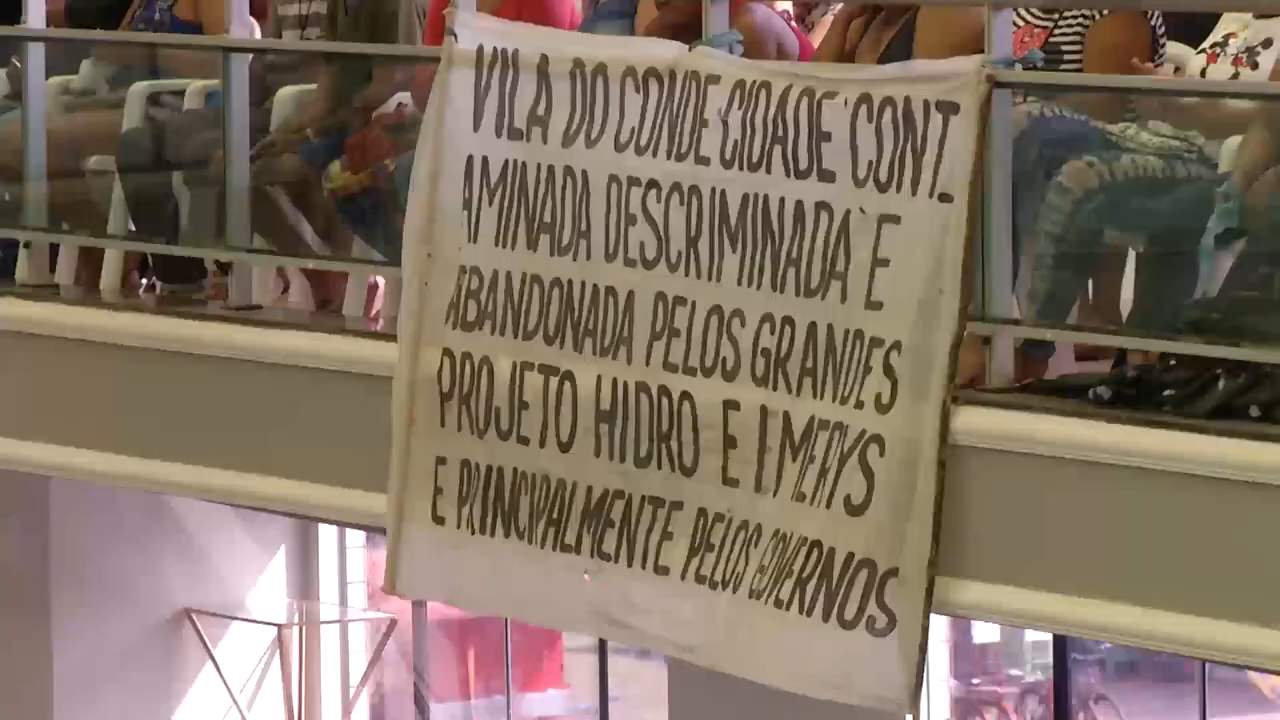 VILA DO CONDE CIDADE CONT_
AMINADA DESCRIMINADA E
ABANDONADA PELOS GRANDES
PROJETO HIDRO E IMERYS
E PRINCIPALMENTE PELOS GOVERNOS